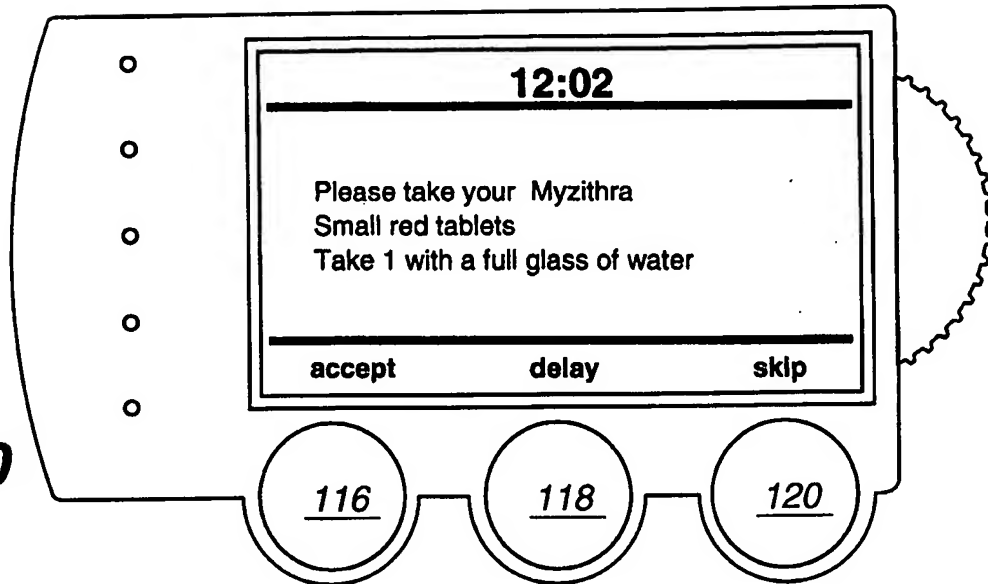 12:02
Please take your Myzithra
Small red tablets
Take 1 with a full glass of water
accept delay skip
116 118 120